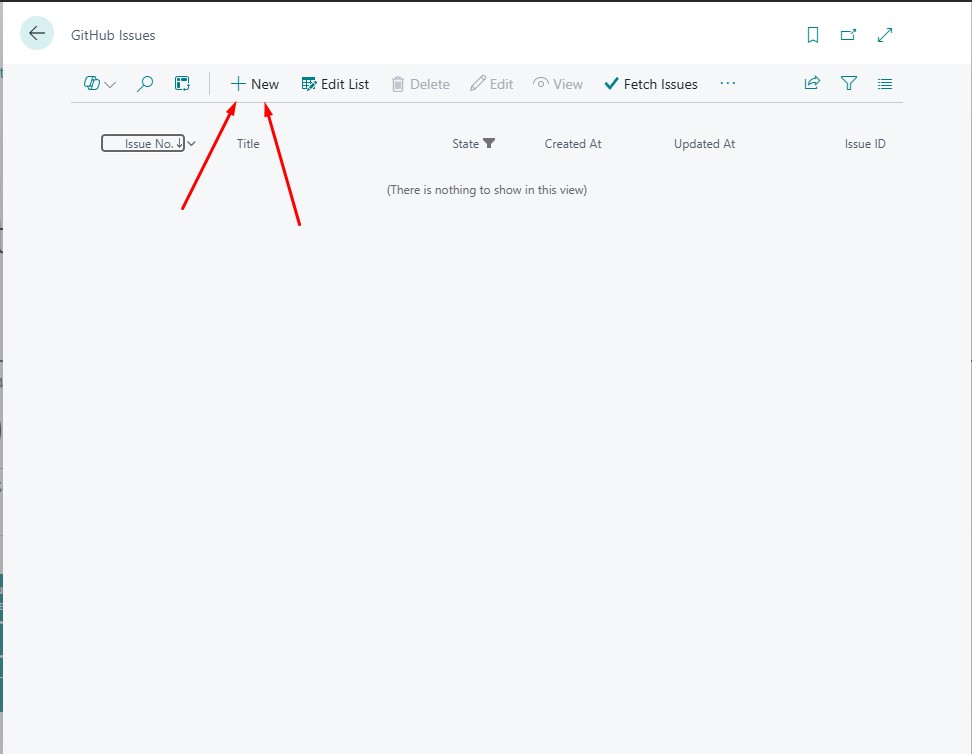 GitHub Issues
New Edit List Delete Edit View Fetch Issues ...
Issue No. Title State Created At Updated At Issue ID
(There is nothing to show in this view)